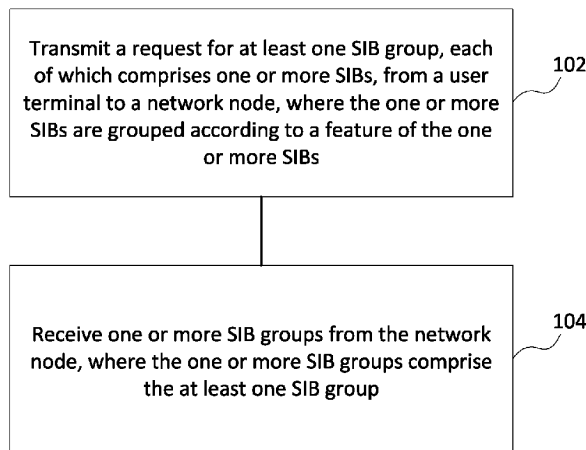 Transmit a request for at least one SIB group, each
of which comprises one or more SIBs, from a user
terminal to a network node, where the one or more
SIBs are grouped according to a feature of the one
or more SIBs
102
Receive one or more SIB groups from the network
node, where the one or more SIB groups comprise
the at least one SIB group
104